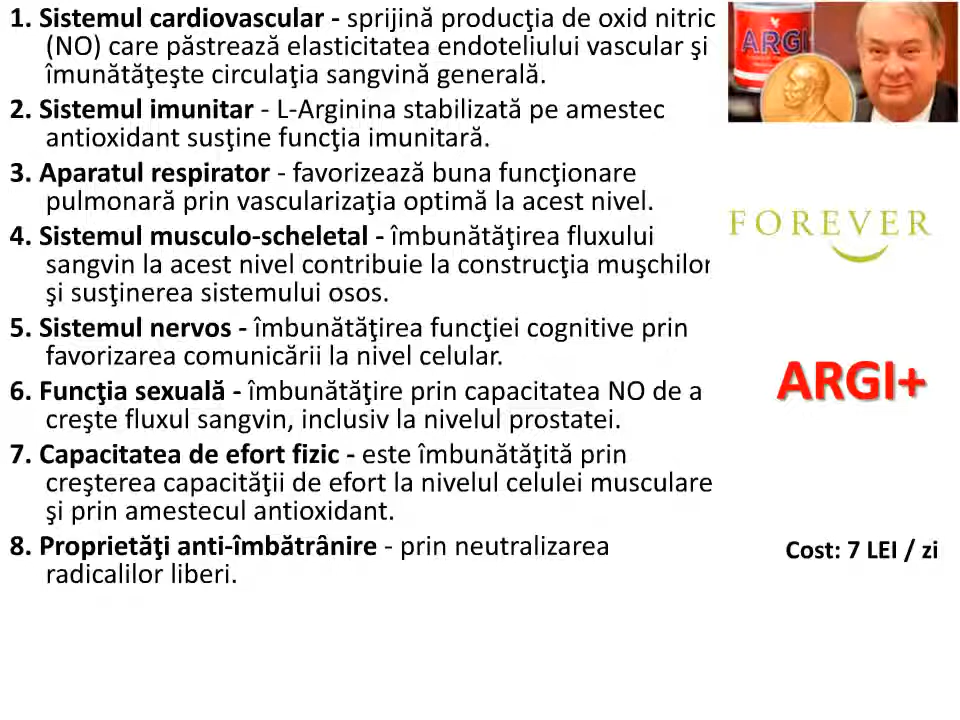 1. Sistemul cardiovascular - sprijină producţia de oxid nitric
(NO) care păstrează elasticitatea endoteliului vascular şi
îmunătăţeşte circulaţia sangvină generală.
2. Sistemul imunitar - L-Arginina stabilizată pe amestec
antioxidant susţine funcţia imunitară.
3. Aparatul respirator - favorizează buna funcţionare
pulmonară prin vascularizaţia optimă la acest nivel.
4. Sistemul musculo-scheletal - îmbunătăţirea fluxului
sangvin la acest nivel contribuie la construcţia muşchilor
şi susţinerea sistemului osos.
5. Sistemul nervos - îmbunătăţirea funcţiei cognitive prin
favorizarea comunicării la nivel celular.
6. Funcţia sexuală - îmbunătăţire prin capacitatea NO de a
creşte fluxul sangvin, inclusiv la nivelul prostatei.
7. Capacitatea de efort fizic - este îmbunătăţită prin
creşterea capacităţii de efort la nivelul celulei musculare
şi prin amestecul antioxidant.
8. Proprietăţi anti-îmbătrânire - prin neutralizarea
radicalilor liberi.
ARGI
FOREVER
ARGI+
Cost: 7 LEI / zi